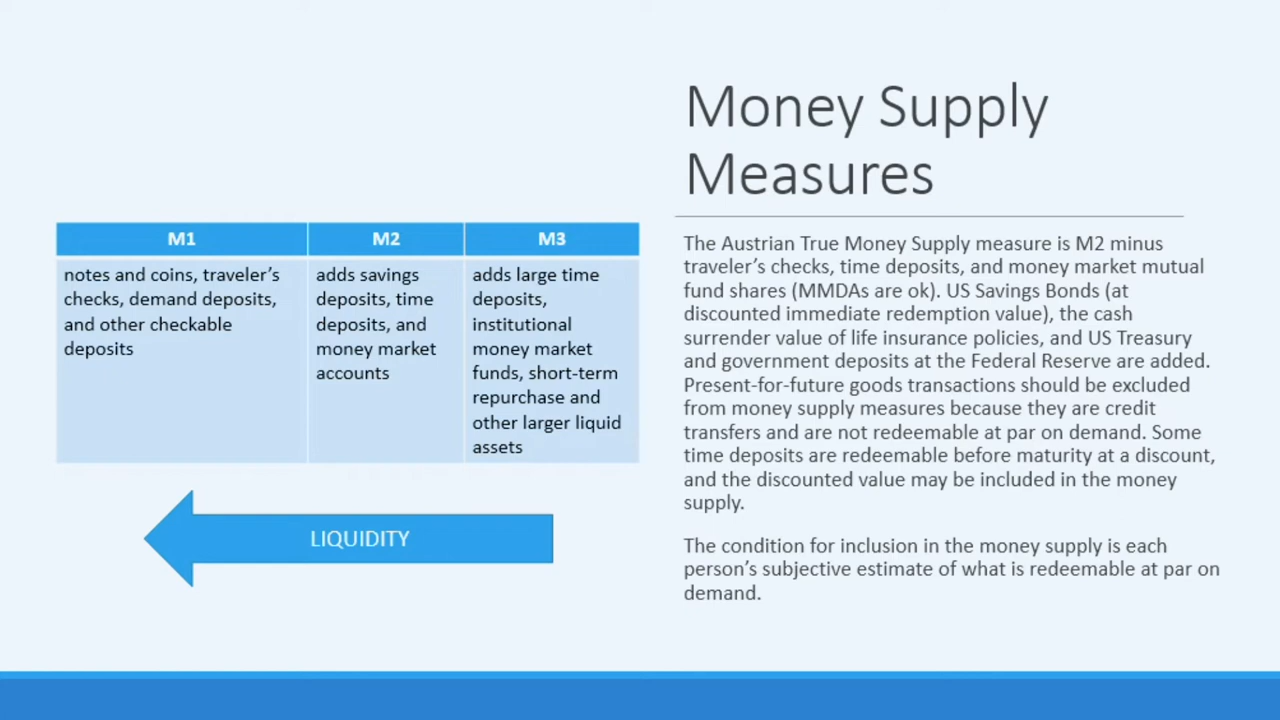 Money Supply
Measures
M1
notes and coins, traveler’s
checks, demand deposits,
and other checkable
deposits
M2
adds savings
deposits, time
deposits, and
money market
accounts
M3
adds large time
deposits,
institutional
money market
funds, short-term
repurchase and
other larger liquid
assets
LIQUIDITY
The Austrian True Money Supply measure is M2 minus
traveler’s checks, time deposits, and money market mutual
fund shares (MMDAs are ok). US Savings Bonds (at
discounted immediate redemption value), the cash
surrender value of life insurance policies, and US Treasury
and government deposits at the Federal Reserve are added.
Present-for-future goods transactions should be excluded
from money supply measures because they are credit
transfers and are not redeemable at par on demand. Some
time deposits are redeemable before maturity at a discount,
and the discounted value may be included in the money
supply.
The condition for inclusion in the money supply is each
person’s subjective estimate of what is redeemable at par on
demand.